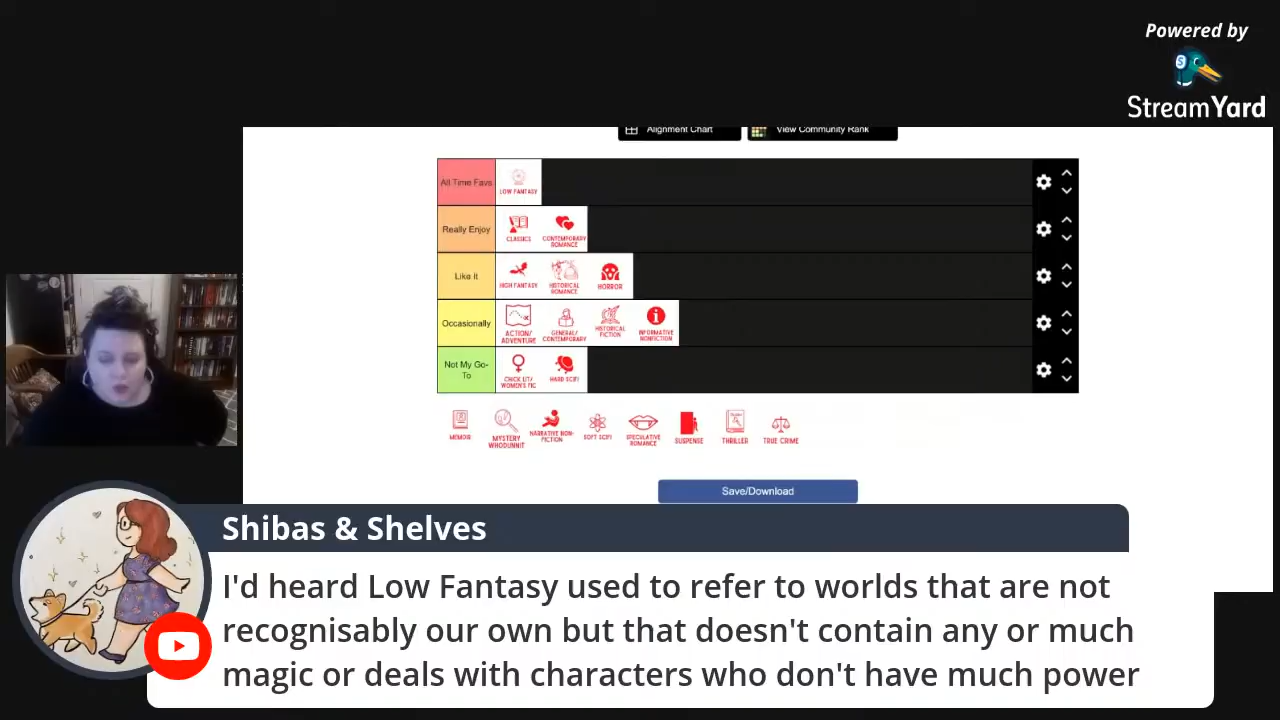 Powered by
StreamYard
Alignment Chart
View Community Rank
All Time Favs
LOW FANTASY
Really Enjoy
CLASSICS
CONTEMPORARY
ROMANCE
Like it
HIGH FANTASY
HISTORICAL
ROMANCE
HORROR
Occasionally
ACTION/
ADVENTURE
GENERAL/
CONTEMPORARY
HISTORICAL
FICTION
INFORMATIVE
NONFICTION
Not My Go-
To
CHICK LIT/
WOMEN'S FIC
HARD SCIFI
MEMOIR
MYSTERY
WHODUNNIT
NARRATIVE NON-
FICTION
SOFT SCIFI
SPECULATIVE
ROMANCE
SUSPENSE
THRILLER
TRUE CRIME
Save/Download
Shibas & Shelves
I'd heard Low Fantasy used to refer to worlds that are not
recognisably our own but that doesn't contain any or much
magic or deals with characters who don't have much power